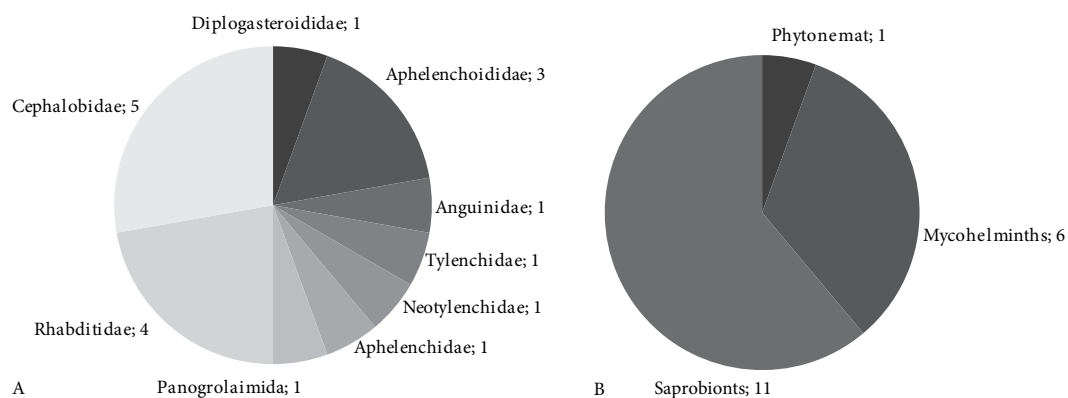 Diplogasteroididae; 1
Aphelenchoididae; 3
Cephalobidae; 5
Anguinidae; 1
Tylenchidae; 1
Neotylenchidae; 1
Rhabditidae; 4
Aphelenchidae; 1
Panogrolaimida; 1
A
Phytonemat; 1
Mycohelminths; 6
Saprobionts; 11
B